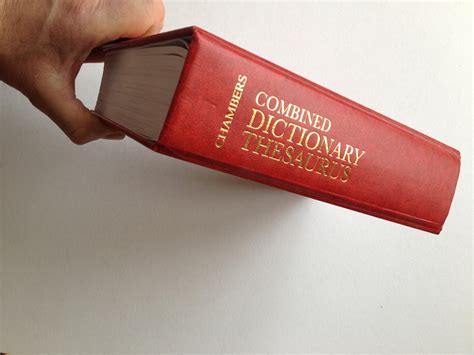 CHAMBERS
COMBINED
DICTIONARY
THESAURUS